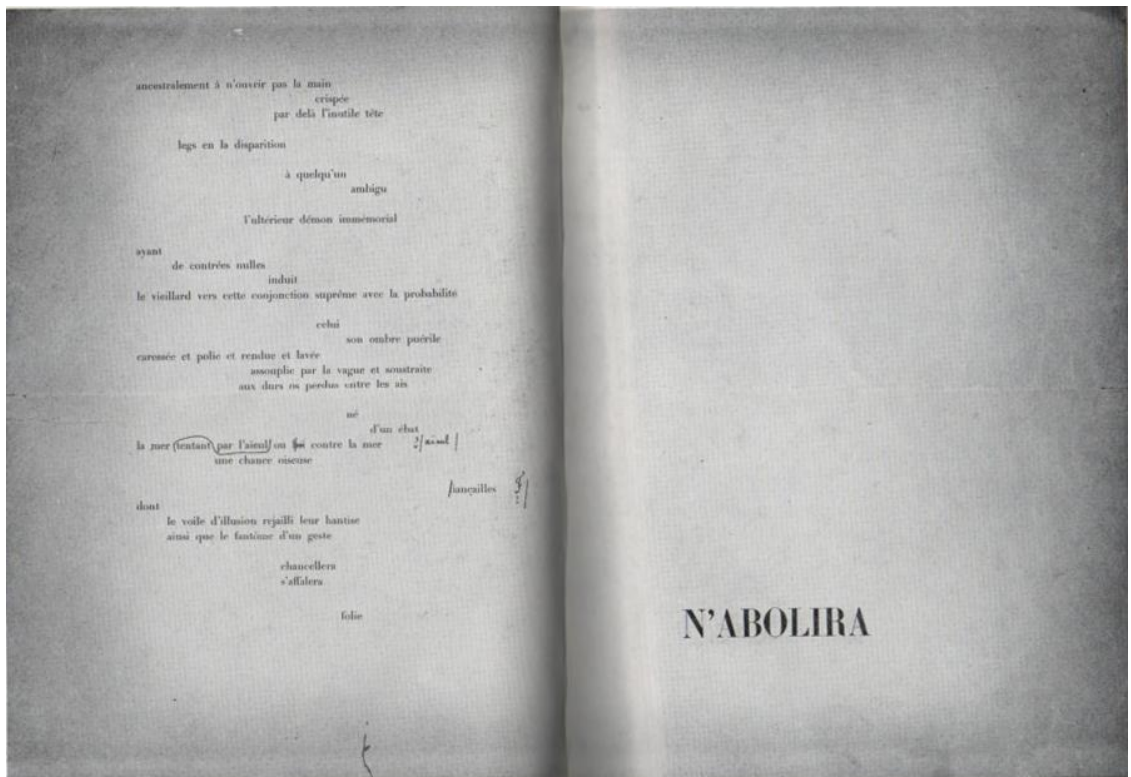 ancestralement à n'ouvrir pas la main
crispée
par delà l'inutile tête
legs en la disparition
à quelqu'un
ambigu
l'ultérieur démon immémorial
ayant
de contrées nulles
induit
le vieillard vers cette conjonction suprême avec la probabilité
celui
son ombre puérile
caressée et polie et rendue et lavée
assouplie par la vague et soustraite
aux durs os perdus entre les ais
né
d'un ébat
la mer tentant par l'aïeul ou contre la mer aïeul
une chance oiseuse
fiançailles
dont
le voile d'illusion rejailli leur hantise
ainsi que le fantôme d'un geste
chancellera
s'affalera
folie
N'ABOLIRA